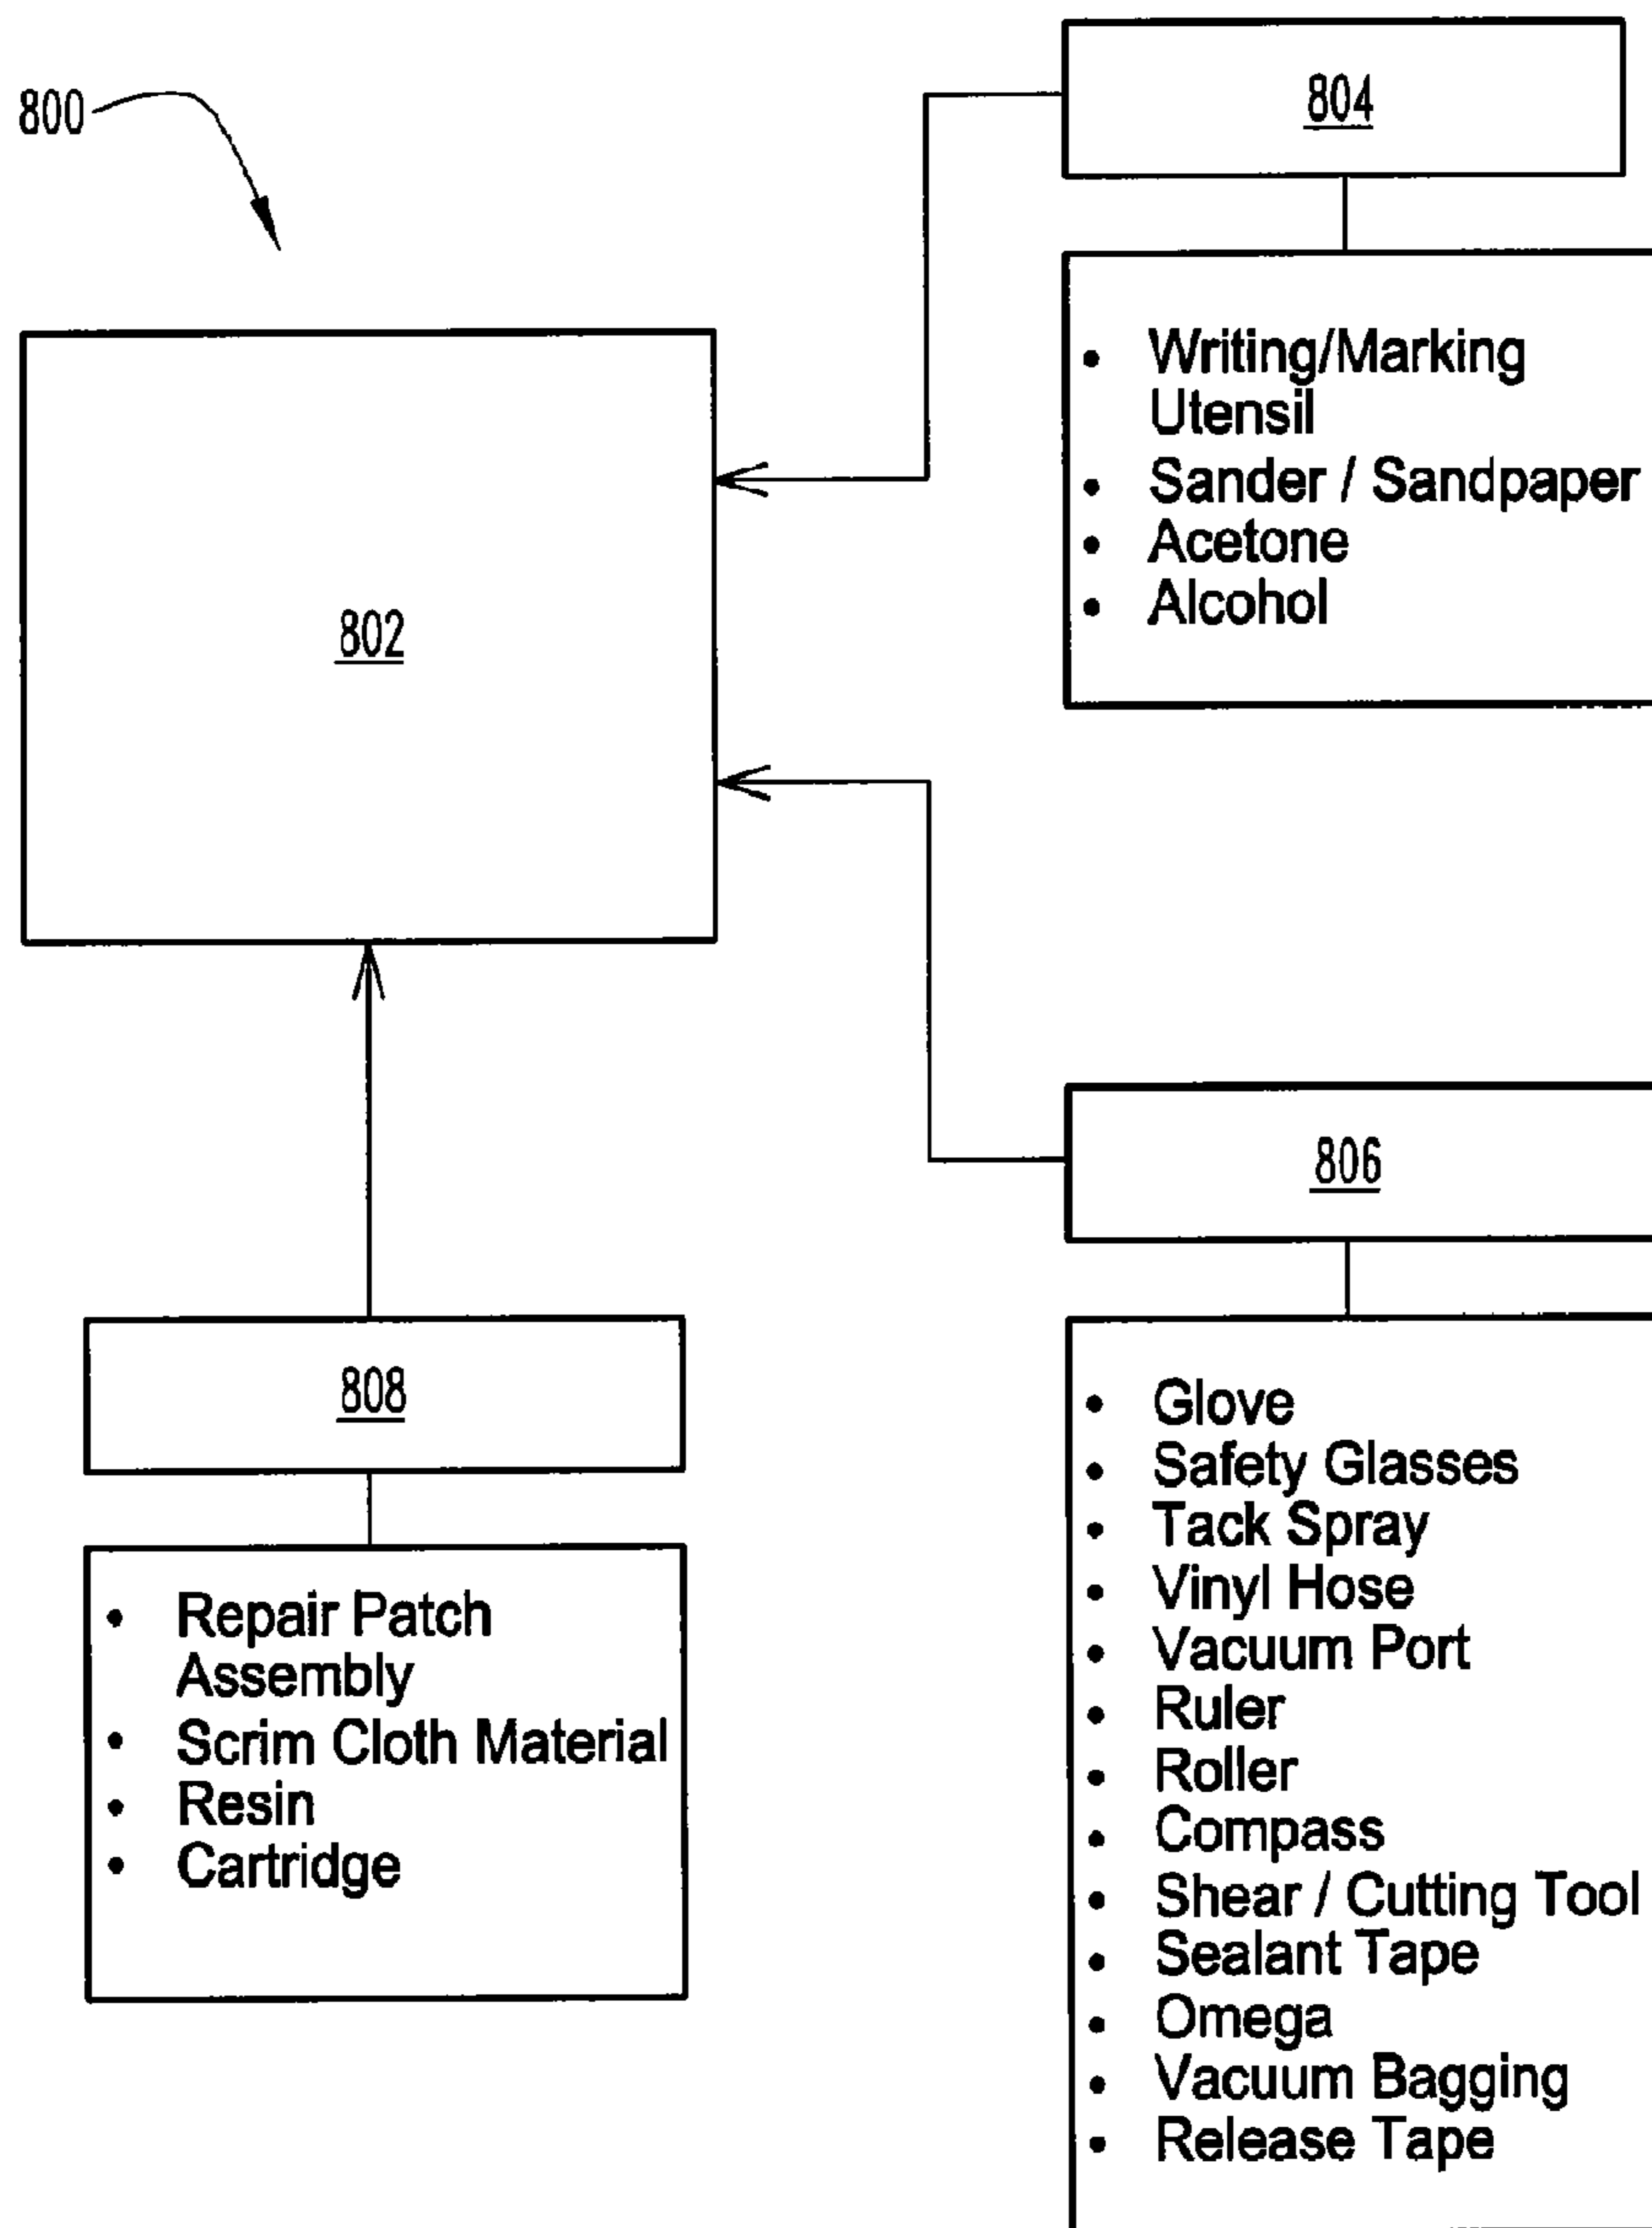 800
804
• Writing/Marking
Utensil
• Sander / Sandpaper
• Acetone
• Alcohol
802
806
• Glove
• Safety Glasses
• Tack Spray
• Vinyl Hose
• Vacuum Port
• Ruler
• Roller
• Compass
• Shear / Cutting Tool
• Sealant Tape
• Omega
• Vacuum Bagging
• Release Tape
808
• Repair Patch
Assembly
• Scrim Cloth Material
• Resin
• Cartridge